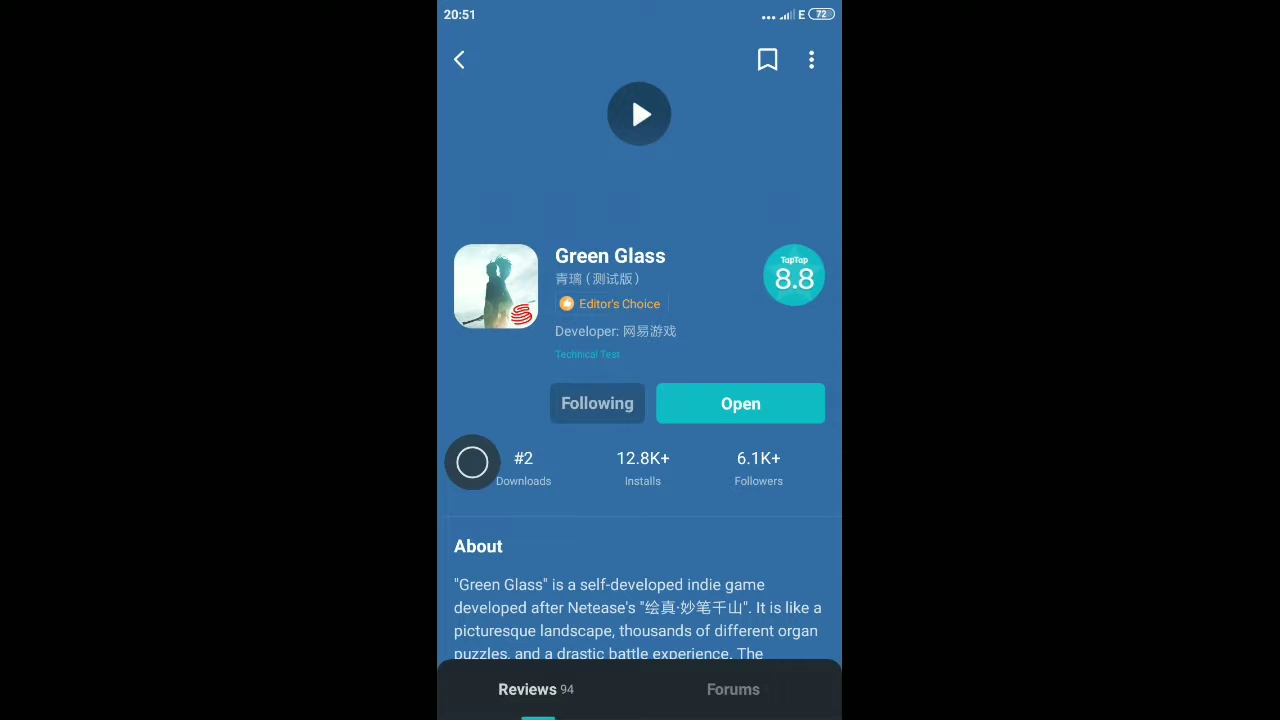 20:51
E
72
Green Glass
青璃 (测试版)
TapTap
8.8
Editor's Choice
Developer: 网易游戏
Technical Test
Following
Open
#2
12.8K+
6.1K+
Downloads
Installs
Followers
About
"Green Glass" is a self-developed indie game
developed after Netease's "绘真·妙笔千山". It is like a
picturesque landscape, thousands of different organ
puzzles, and a drastic battle experience. The
Reviews 94
Forums